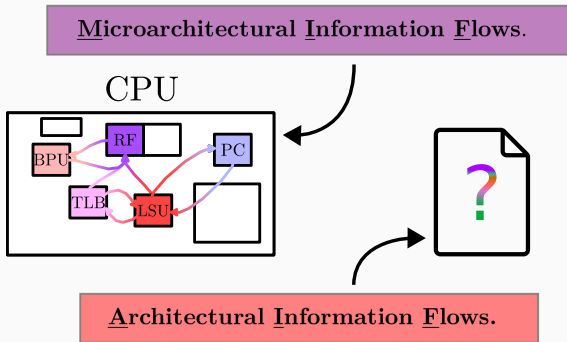 Microarchitectural Information Flows.
CPU
RF
BPU
PC
TLB
LSU
?
Architectural Information Flows.